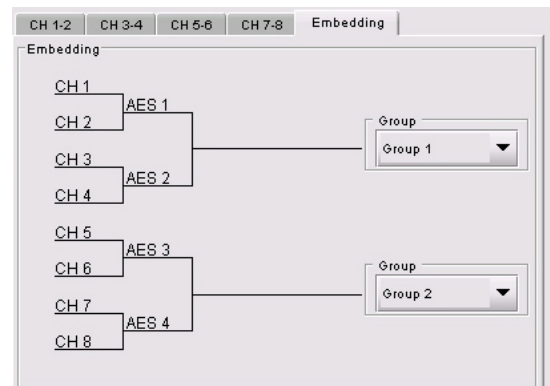 CH 1-2 CH 3-4 CH 5-6 CH 7-8 Embedding
Embedding
CH 1
AES 1
CH 2
Group
Group 1
CH 3
AES 2
CH 4
CH 5
AES 3
CH 6
Group
Group 2
CH 7
AES 4
CH 8